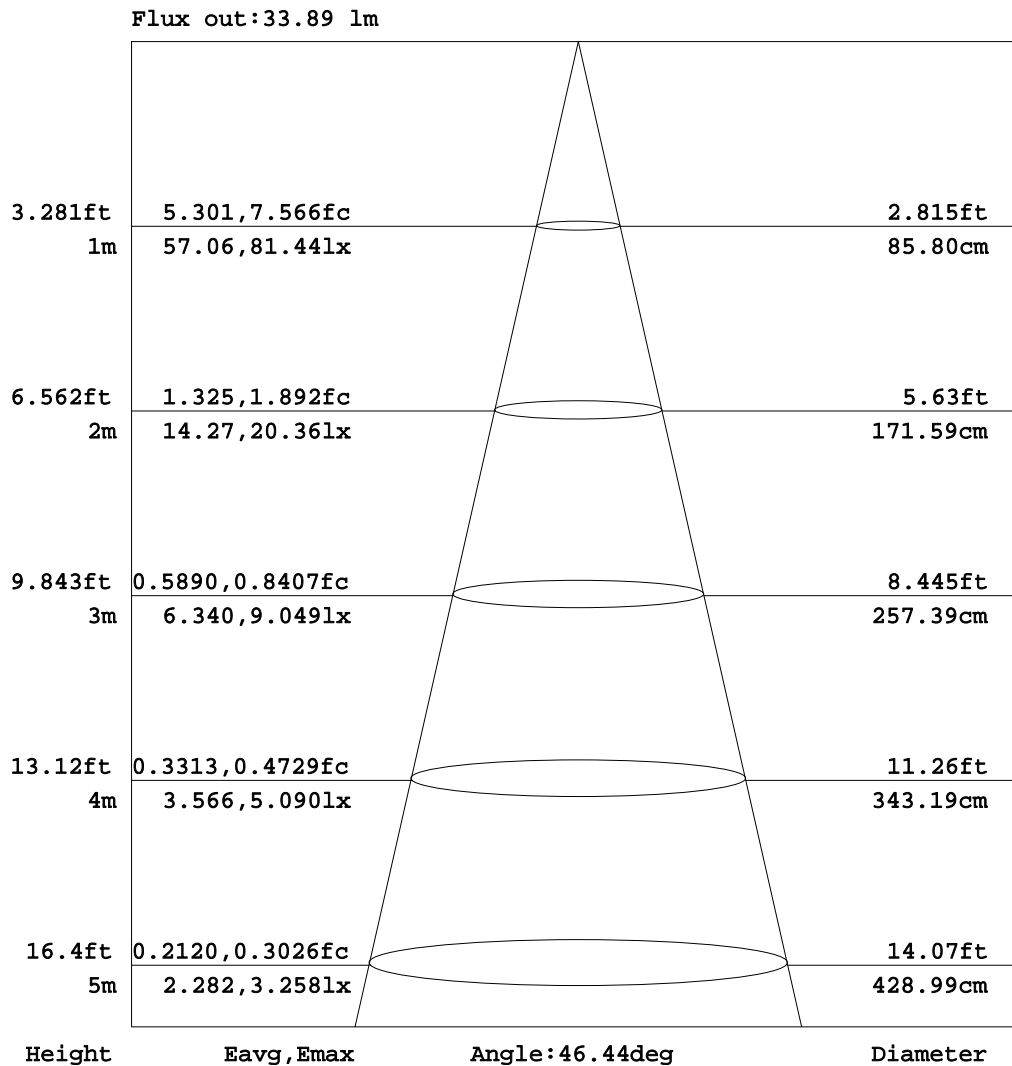 Flux out:33.89 lm
3.281ft 5.301,7.566fc 2.815ft
1m 57.06,81.44lx 85.80cm
6.562ft 1.325,1.892fc 5.63ft
2m 14.27,20.36lx 171.59cm
9.843ft 0.5890,0.8407fc 8.445ft
3m 6.340,9.049lx 257.39cm
13.12ft 0.3313,0.4729fc 11.26ft
4m 3.566,5.090lx 343.19cm
16.4ft 0.2120,0.3026fc 14.07ft
5m 2.282,3.258lx 428.99cm
Height Eavg,Emax Angle:46.44deg Diameter